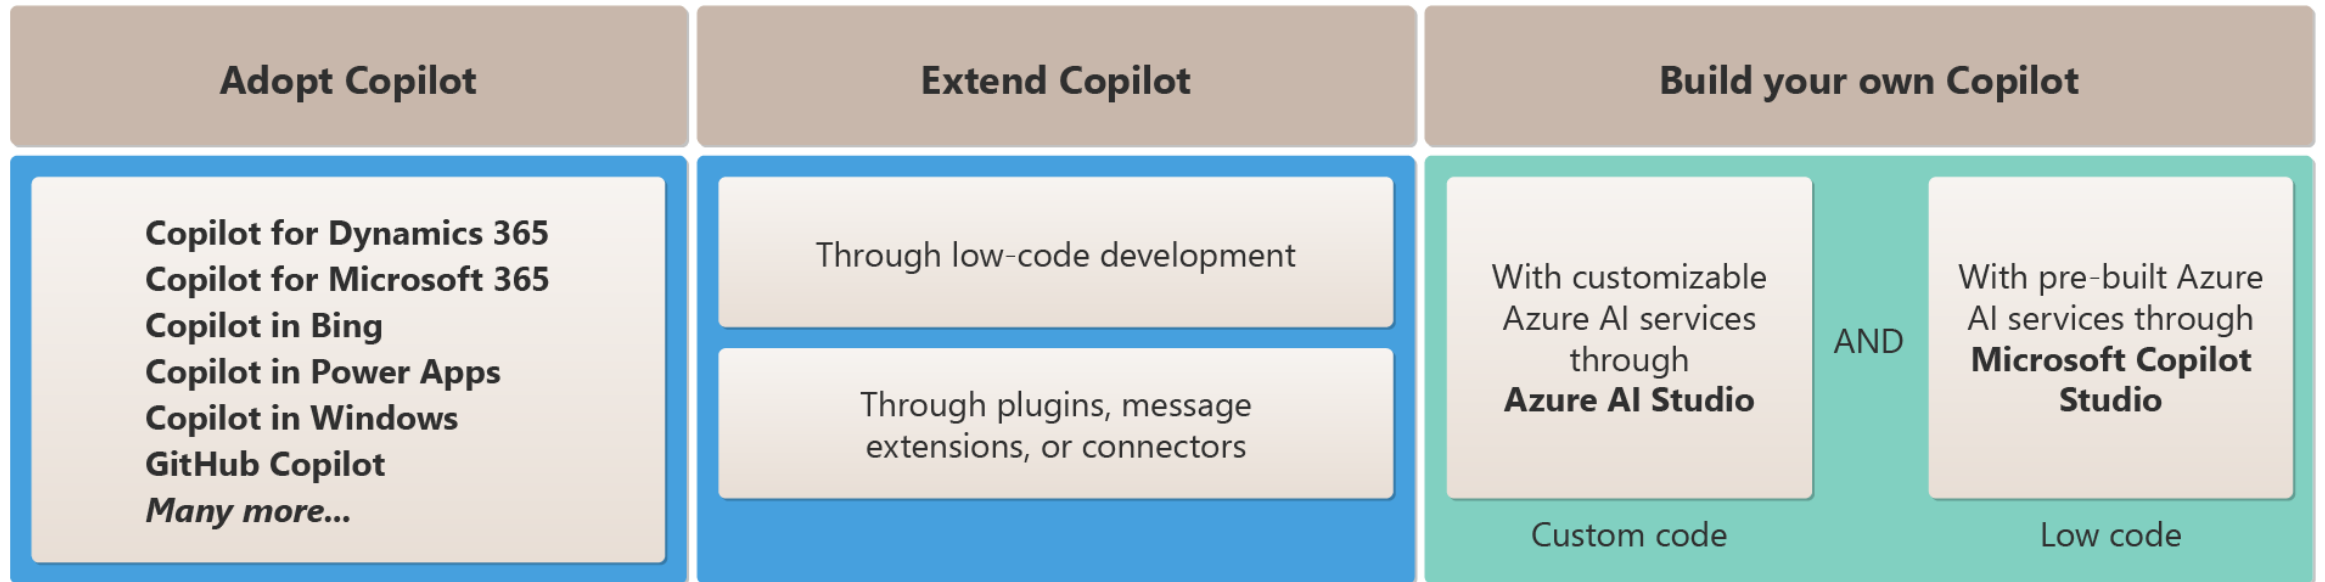 Adopt Copilot
Extend Copilot
Build your own Copilot
Copilot for Dynamics 365
Copilot for Microsoft 365
Copilot in Bing
Copilot in Power Apps
Copilot in Windows
GitHub Copilot
Many more...
Through low-code development
Through plugins, message
extensions, or connectors
With customizable
Azure AI services
through
Azure AI Studio
Custom code
AND
With pre-built Azure
AI services through
Microsoft Copilot
Studio
Low code